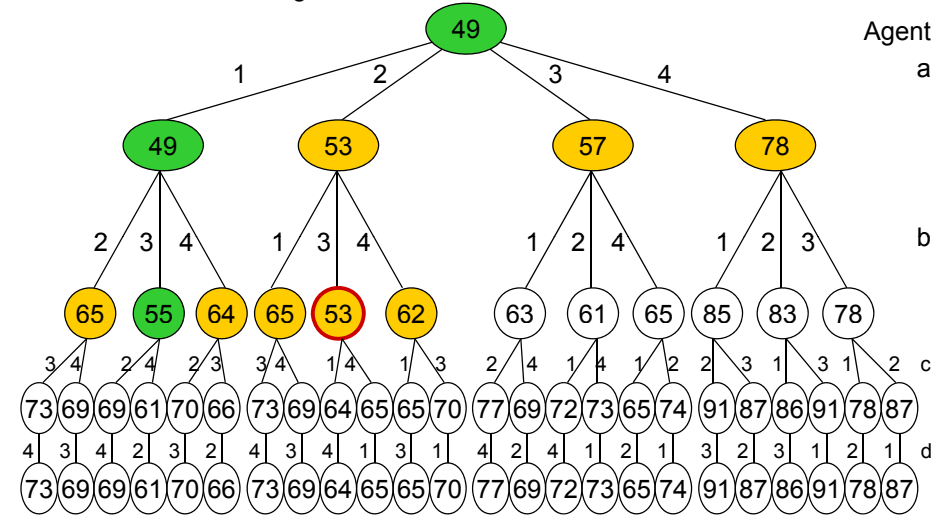 49
Agent
1 2 3 4 a
49 53 57 78
2 3 4 1 3 4 1 2 4 1 2 3 b
65 55 64 65 53 62 63 61 65 85 83 78
3 4 2 4 2 3 3 4 1 4 1 3 2 4 1 4 1 2 2 3 1 3 1 2 c
73 69 69 61 70 66 73 69 64 65 65 70 77 69 72 73 65 74 91 87 86 91 78 87
4 3 4 2 3 2 4 3 4 1 3 1 4 2 4 1 2 1 3 2 3 1 2 1 d
73 69 69 61 70 66 73 69 64 65 65 70 77 69 72 73 65 74 91 87 86 91 78 87